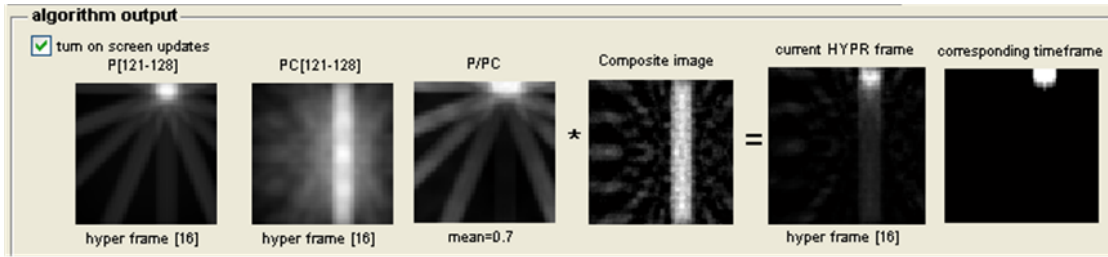 algorithm output
turn on screen updates
P[121-128]
PC[121-128]
P/PC
Composite image
current HYPR frame
corresponding timeframe
*
=
hyper frame [16]
hyper frame [16]
mean=0.7
hyper frame [16]